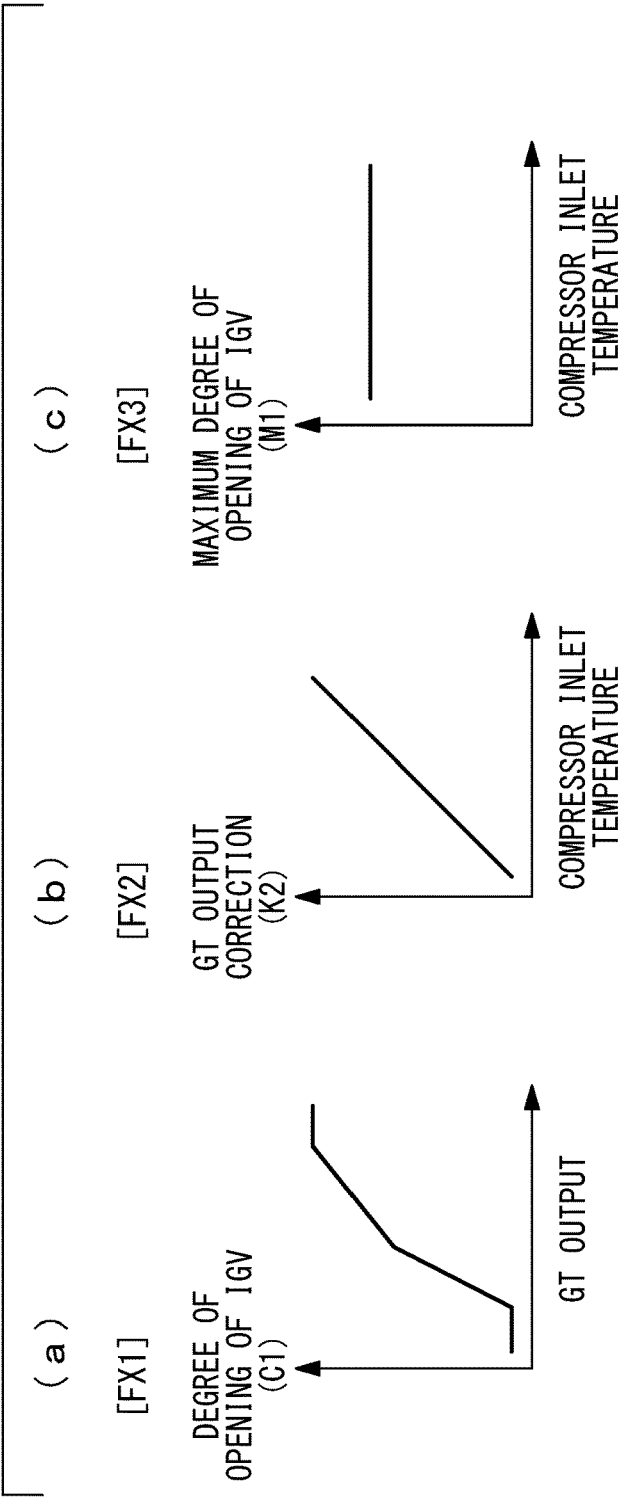 (a)
[FX1]
DEGREE OF
OPENING OF IGV
(C1)
GT OUTPUT
(b)
[FX2]
GT OUTPUT
CORRECTION
(K2)
COMPRESSOR INLET
TEMPERATURE
(c)
[FX3]
MAXIMUM DEGREE OF
OPENING OF IGV
(M1)
COMPRESSOR INLET
TEMPERATURE